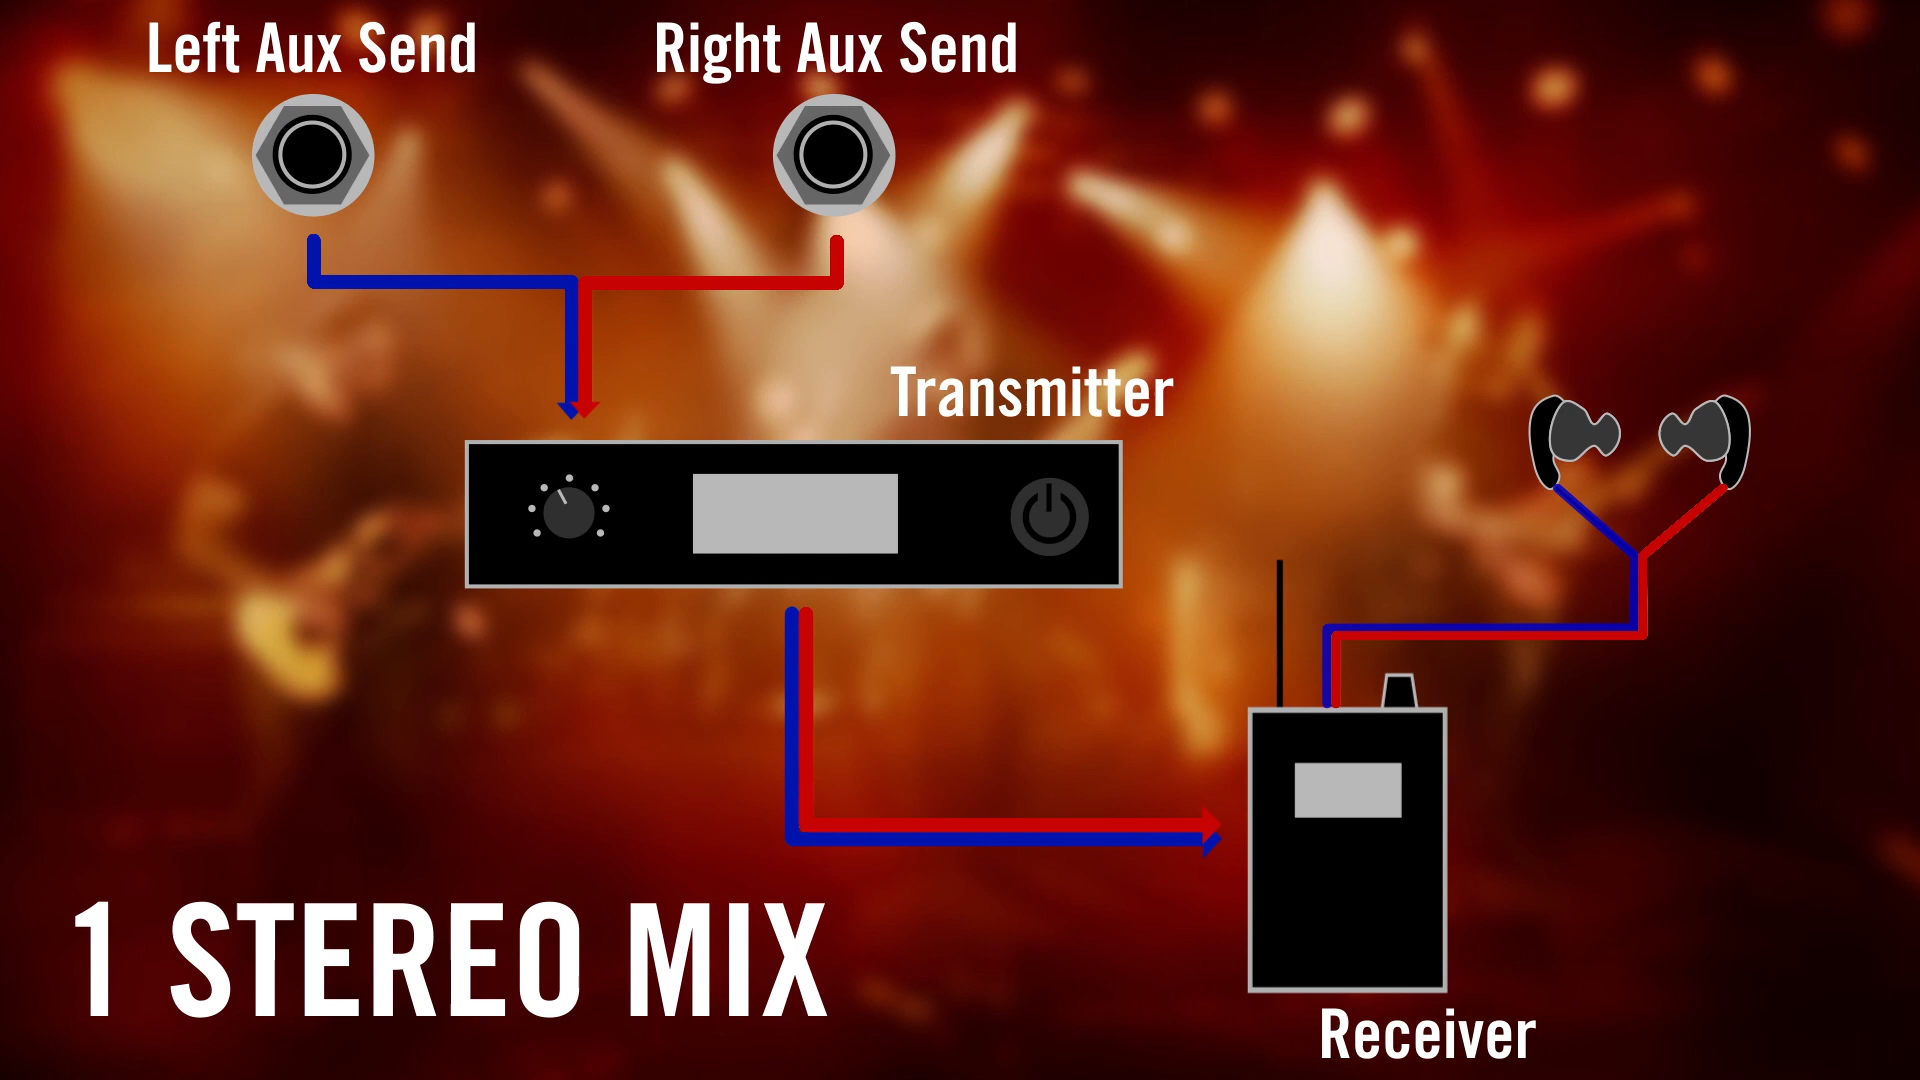 Left Aux Send
Right Aux Send
Transmitter
1 STEREO MIX
Receiver